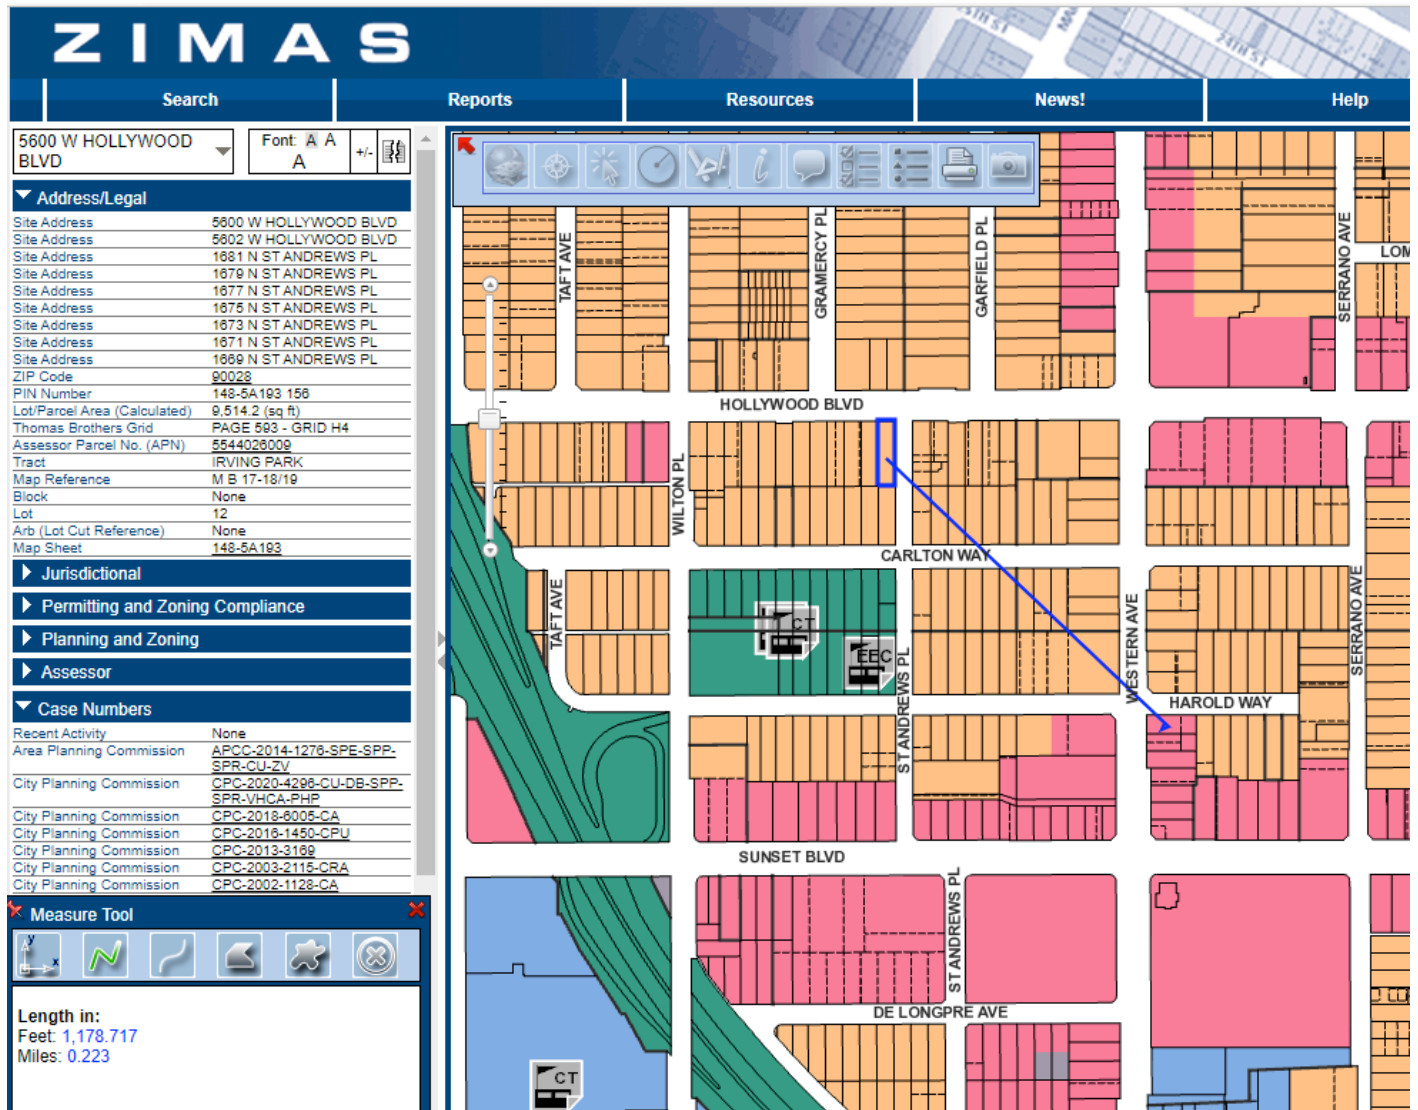 ZIMAS
Search
Reports
Resources
News!
Help
5600 W HOLLYWOOD
BLVD
Font: A A
A
+/-
Address/Legal
Site Address 5600 W HOLLYWOOD BLVD
Site Address 5602 W HOLLYWOOD BLVD
Site Address 1681 N ST ANDREWS PL
Site Address 1679 N ST ANDREWS PL
Site Address 1677 N ST ANDREWS PL
Site Address 1675 N ST ANDREWS PL
Site Address 1673 N ST ANDREWS PL
Site Address 1671 N ST ANDREWS PL
Site Address 1669 N ST ANDREWS PL
ZIP Code 90028
PIN Number 148-5A193 156
Lot/Parcel Area (Calculated) 9,514.2 (sq ft)
Thomas Brothers Grid PAGE 593 - GRID H4
Assessor Parcel No. (APN) 5544026009
Tract IRVING PARK
Map Reference M B 17-18/19
Block None
Lot 12
Arb (Lot Cut Reference) None
Map Sheet 148-5A193
Jurisdictional
Permitting and Zoning Compliance
Planning and Zoning
Assessor
Case Numbers
Recent Activity None
Area Planning Commission APCC-2014-1276-SPE-SPP-
SPR-CU-ZV
City Planning Commission CPC-2020-4296-CU-DB-SPP-
SPR-VHCA-PHP
City Planning Commission CPC-2018-6005-CA
City Planning Commission CPC-2016-1450-CPU
City Planning Commission CPC-2013-3169
City Planning Commission CPC-2003-2115-CRA
City Planning Commission CPC-2002-1128-CA
Measure Tool
y
x
Length in:
Feet: 1,178.717
Miles: 0.223
24TH ST
TAFT AVE
GRAMERCY PL
GARFIELD PL
SERRANO AVE
LOM
HOLLYWOOD BLVD
WILTON PL
CARLTON WAY
TAFT AVE
CT
EEC
ST ANDREWS PL
WESTERN AVE
SERRANO AVE
HAROLD WAY
SUNSET BLVD
ST ANDREWS PL
DE LONGPRE AVE
CT